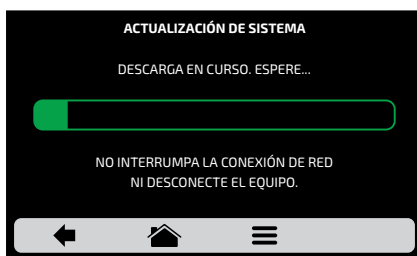 ACTUALIZACIÓN DE SISTEMA
DESCARGA EN CURSO. ESPERE...
NO INTERRUMPA LA CONEXIÓN DE RED
NI DESCONECTE EL EQUIPO.